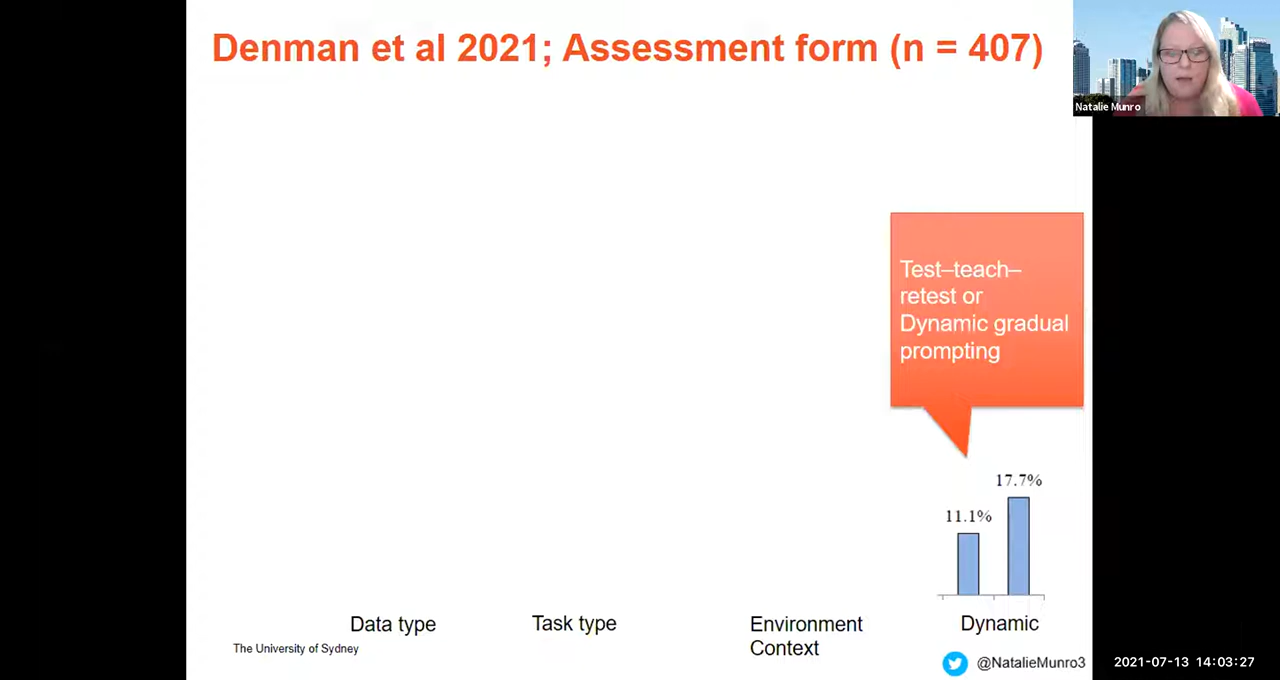 Denman et al 2021; Assessment form (n = 407)
Natalie Munro
Test–teach–
retest or
Dynamic gradual
prompting
17.7%
11.1%
Data type
Task type
Environment
Context
Dynamic
The University of Sydney
@NatalieMunro3
2021-07-13 14:03:27